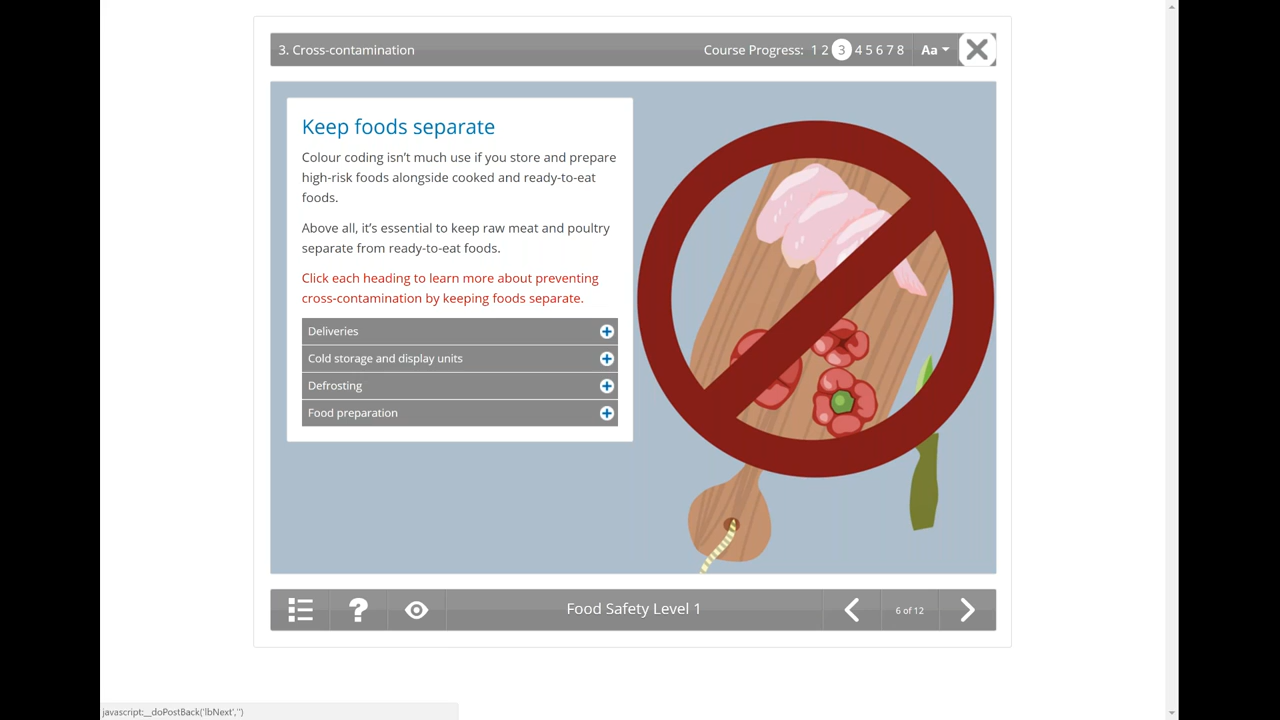 3. Cross-contamination
Course Progress: 1 2 3 4 5 6 7 8
Aa
Keep foods separate
Colour coding isn’t much use if you store and prepare
high-risk foods alongside cooked and ready-to-eat
foods.
Above all, it’s essential to keep raw meat and poultry
separate from ready-to-eat foods.
Click each heading to learn more about preventing
cross-contamination by keeping foods separate.
Deliveries
Cold storage and display units
Defrosting
Food preparation
Food Safety Level 1
6 of 12
javascript:__doPostBack('lbNext','')